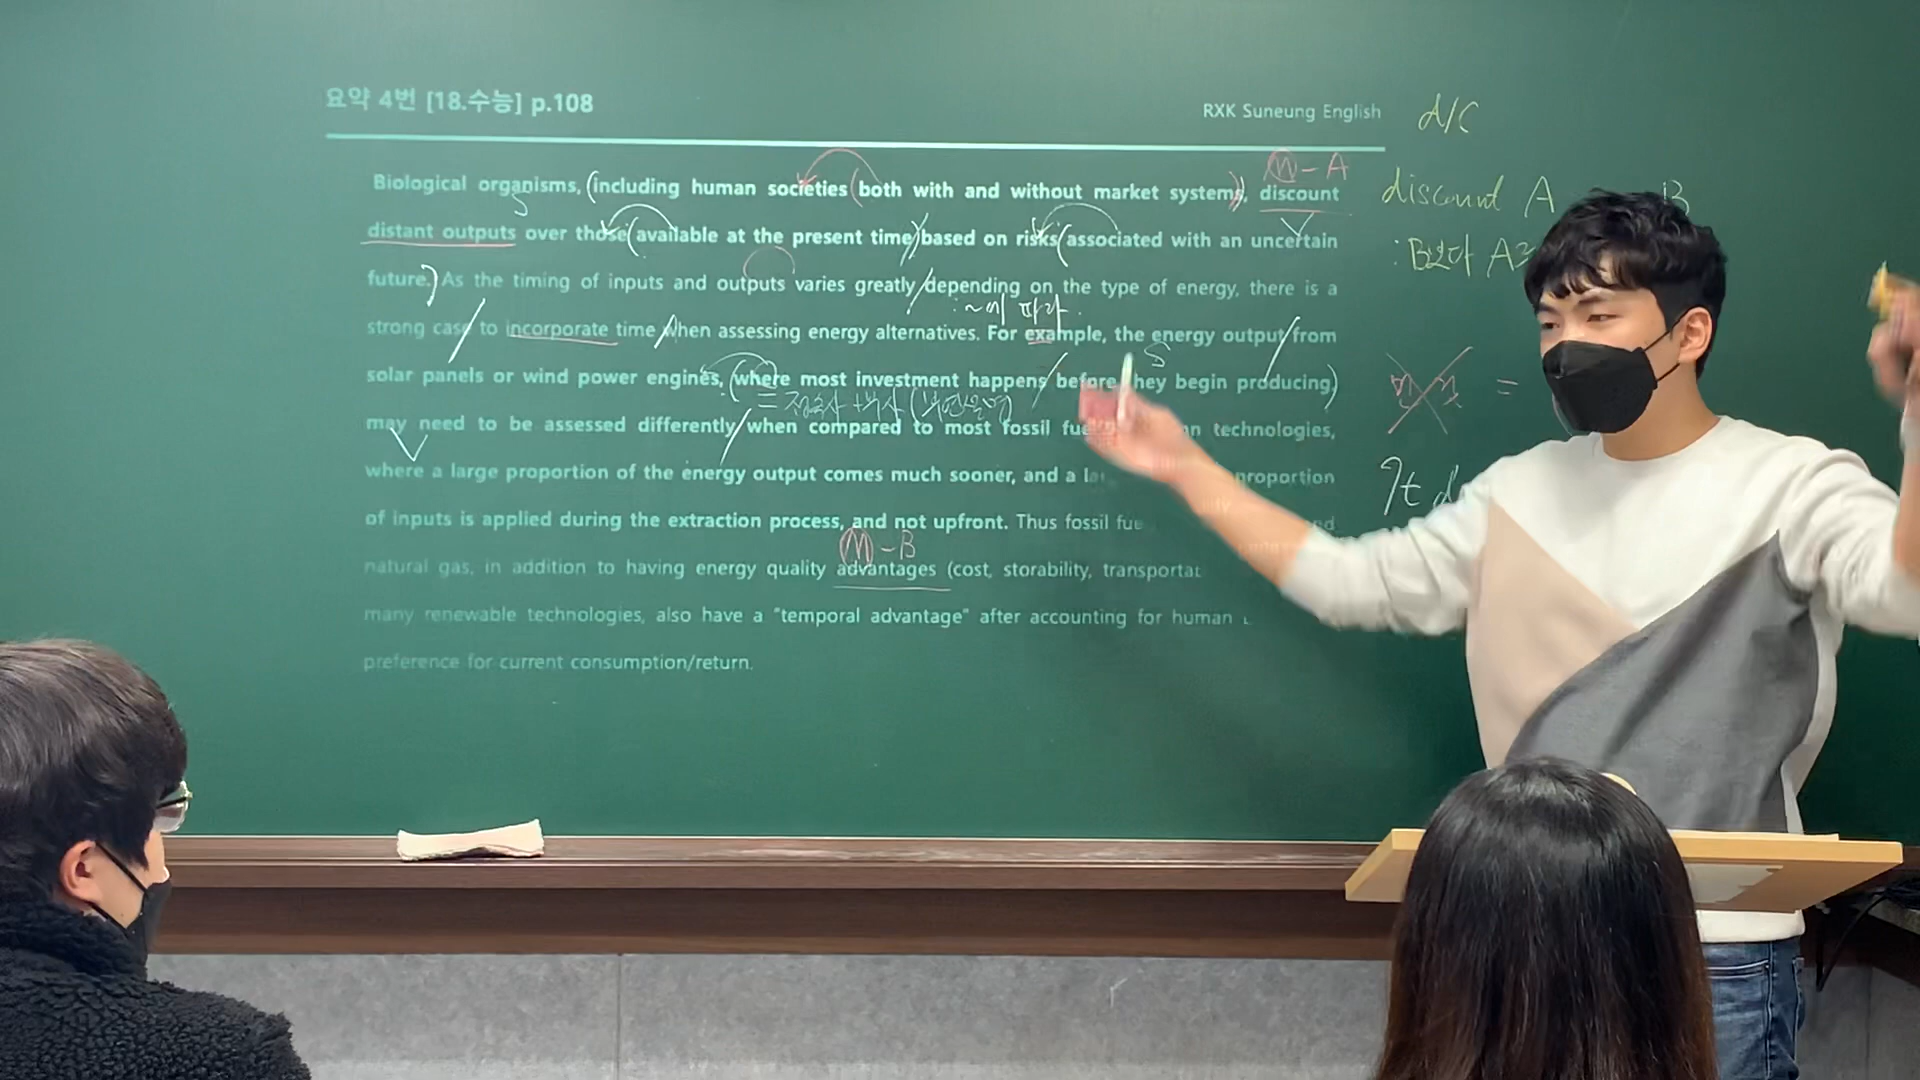 요약 4번 [18.수능] p.108
RXK Suneung English
A/C
M-A
Biological organisms, (including human societies (both with and without market systems)), discount
discount A B
distant outputs over those (available at the present time) based on risks (associated with an uncertain
: B보다 A
future.) As the timing of inputs and outputs varies greatly depending on the type of energy, there is a
: ~에 따라.
strong case to incorporate time when assessing energy alternatives. For example, the energy output from
S
solar panels or wind power engines, (where most investment happens before they begin producing)
=
may need to be assessed differently when compared to most fossil technologies,
It
where a large proportion of the energy output comes much sooner, and a proportion
of inputs is applied during the extraction process, and not upfront. Thus fossil
M-B
natural gas, in addition to having energy quality advantages (cost, storability,
many renewable technologies, also have a "temporal advantage" after accounting for human
preference for current consumption/return.